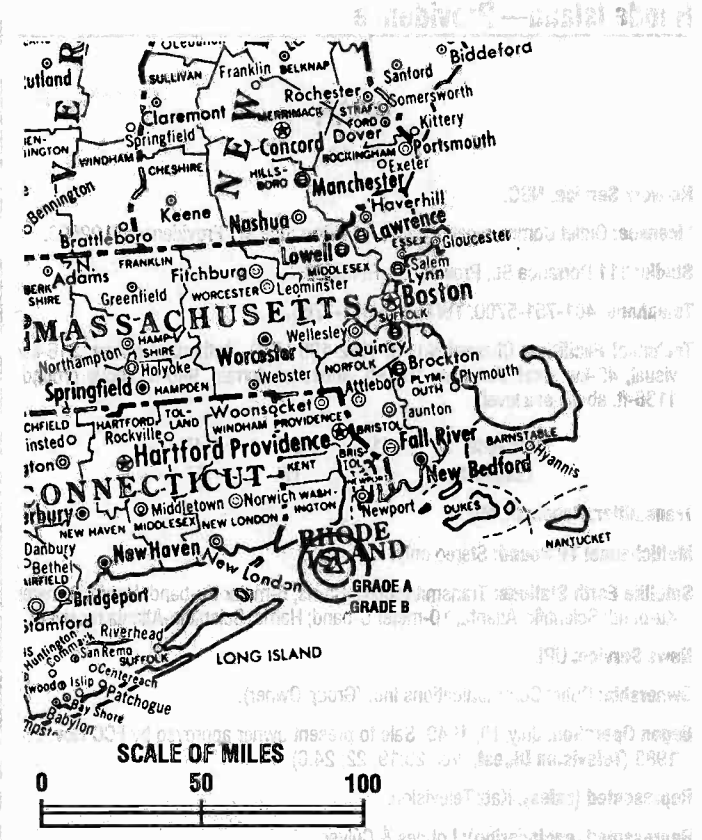 Biddeford
Rutland
SULLIVAN
Franklin
BELKNAP
Sanford
Rochester
Somersworth
Claremont
MERRIMACK
STRAF-
FORD
Kittery
Springfield
Concord
Dover
Portsmouth
WINDHAM
ROCKINGHAM
CHESHIRE
Exeter
HILLS-
BORO
Manchester
NEW
Bennington
Keene
Haverhill
Brattleboro
Nashua
Lawrence
ESSEX
Gloucester
FRANKLIN
Lowell
Adams
Fitchburg
MIDDLESEX
Salem
Lynn
BERK
SHIRE
Greenfield
WORCESTER
Leominster
Boston
MASSACHUSETTS
SUFFOLK
Wellesley
Northampton
HAMP-
SHIRE
Worcester
Quincy
Holyoke
NORFOLK
Brockton
Springfield
HAMPDEN
Webster
Attleboro
PLYM-
OUTH
Plymouth
Woonsocket
Taunton
HARTFORD
TOL-
LAND
WINDHAM
PROVIDENCE
Rockville
BRISTOL
Hartford
Providence
Fall River
BARNSTABLE
Hyannis
KENT
BRIS-
TOL
New Bedford
CONNECTICUT
NEWPORT
Middletown
Norwich
WASH-
INGTON
Newport
DUKES
NEW HAVEN
MIDDLESEX
NEW LONDON
NANTUCKET
Danbury
New Haven
RHODE
ISLAND
Bethel
New London
GRADE A
Bridgeport
GRADE B
Stamford
Riverhead
Huntington
Commack
San Remo
SUFFOLK
LONG ISLAND
Centereach
Islip
Patchogue
Bay Shore
Babylon
SCALE OF MILES
0 50 100